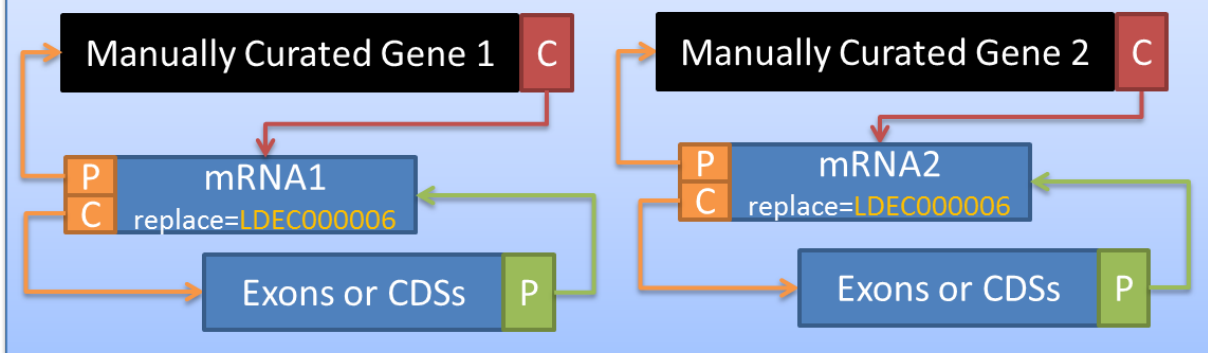 Manually Curated Gene 1 C
P mRNA1
C replace=LDEC000006
Exons or CDSs P
Manually Curated Gene 2 C
P mRNA2
C replace=LDEC000006
Exons or CDSs P